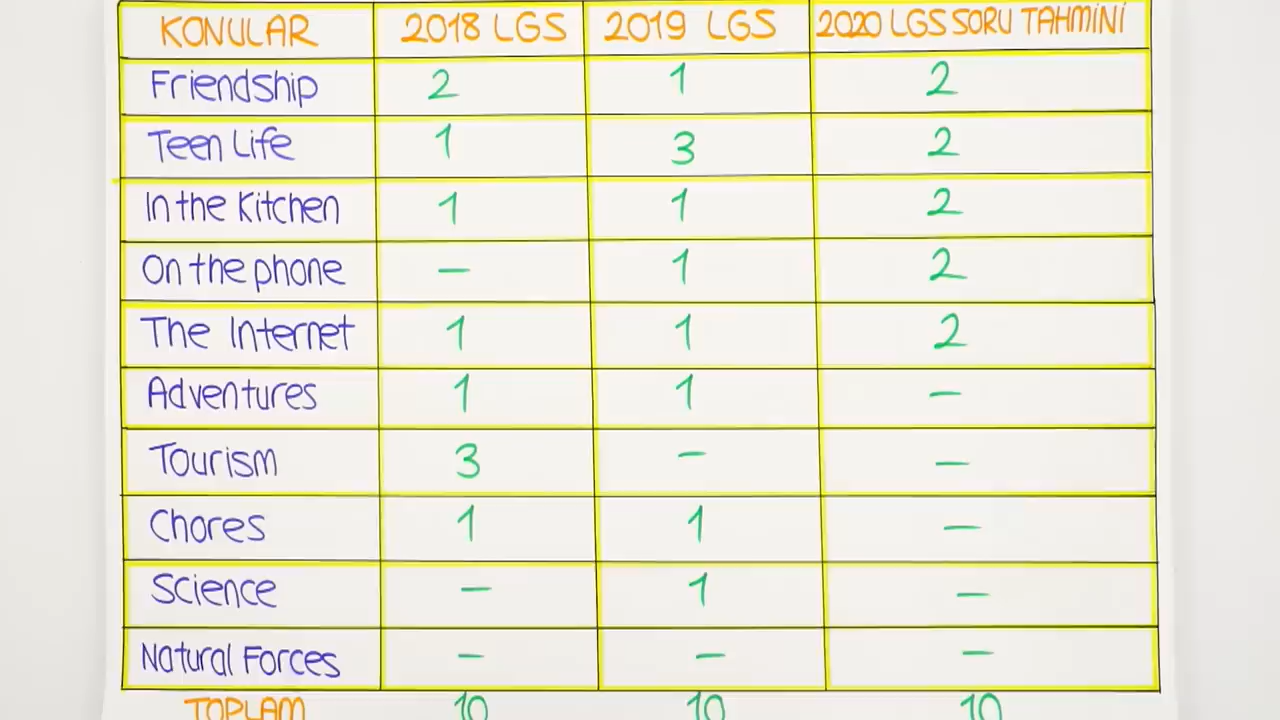 KONULAR 2018 LGS 2019 LGS 2020 LGS SORU TAHMİNİ
Friendship 2 1 2
Teen Life 1 3 2
In the Kitchen 1 1 2
On the phone - 1 2
The Internet 1 1 2
Adventures 1 1 -
Tourism 3 - -
Chores 1 1 -
Science - 1 -
Natural Forces - - -
TOPLAM 10 10 10